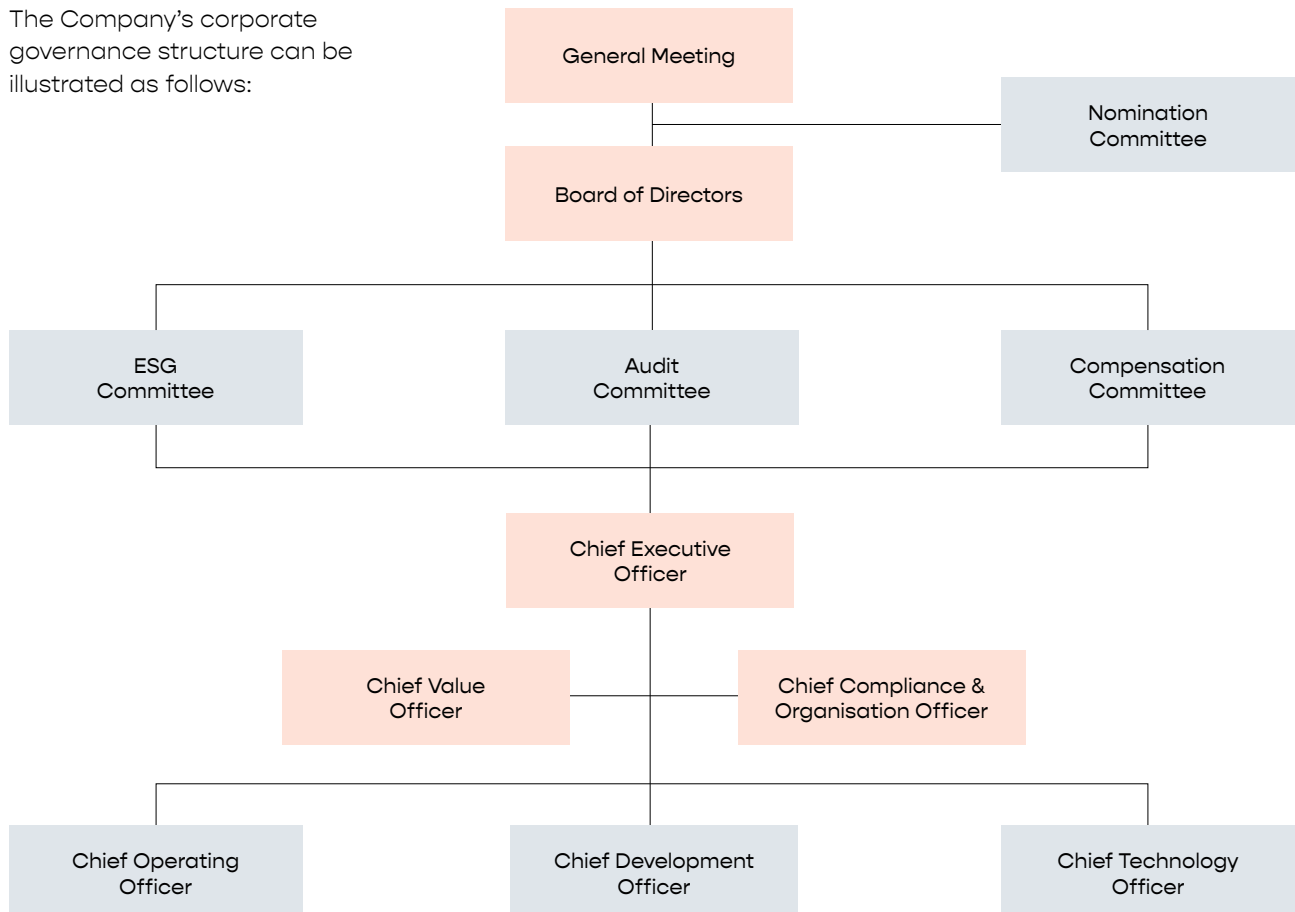 The Company’s corporate
governance structure can be
illustrated as follows:
General Meeting
Nomination
Committee
Board of Directors
ESG
Committee
Audit
Committee
Compensation
Committee
Chief Executive
Officer
Chief Value
Officer
Chief Compliance &
Organisation Officer
Chief Operating
Officer
Chief Development
Officer
Chief Technology
Officer